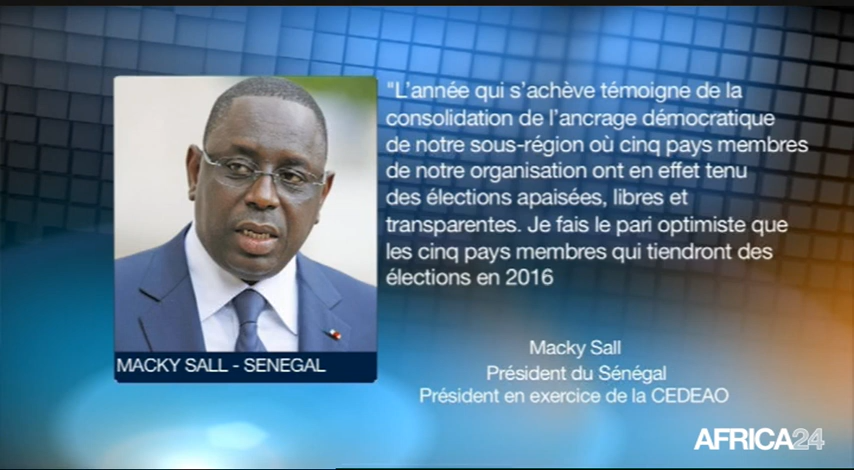 "L'année qui s'achève témoigne de la
consolidation de l'ancrage démocratique
de notre sous-région où cinq pays membres
de notre organisation ont en effet tenu
des élections apaisées, libres et
transparentes. Je fais le pari optimiste que
les cinq pays membres qui tiendront des
élections en 2016
MACKY SALL - SENEGAL
Macky Sall
Président du Sénégal
Président en exercice de la CEDEAO
AFRICA24